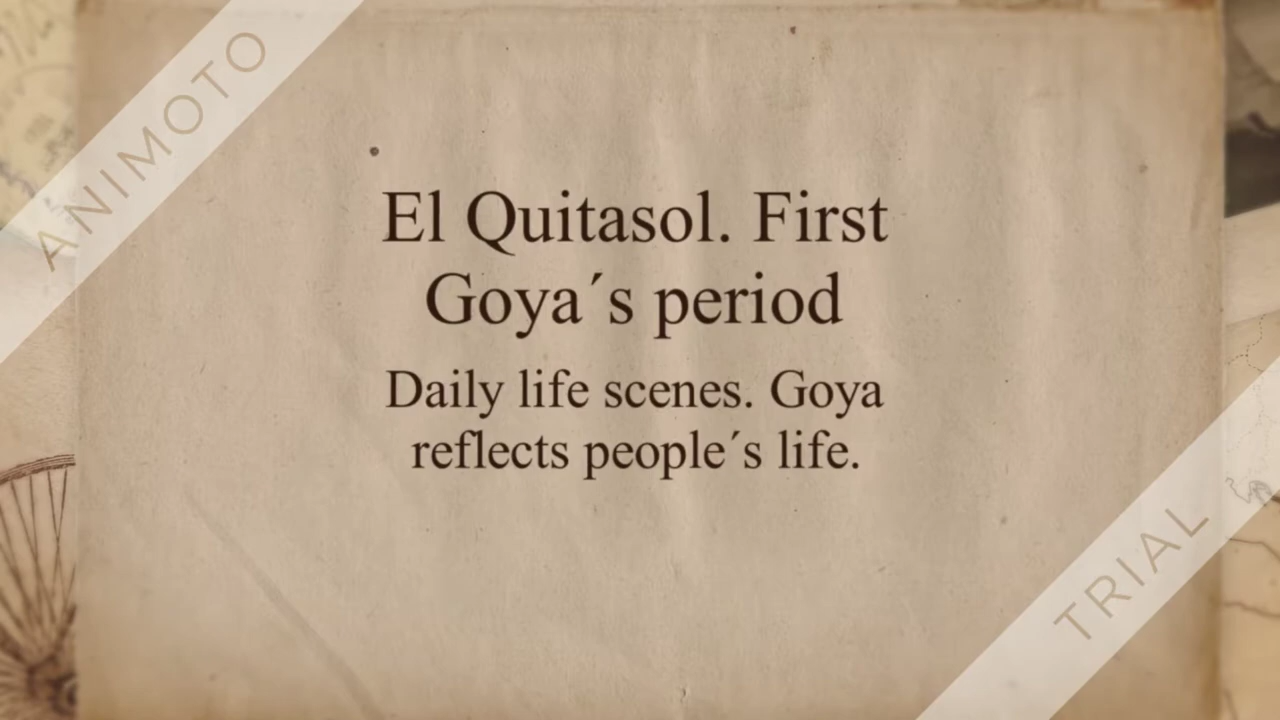 ANIMOTO
El Quitasol. First
Goya´s period
Daily life scenes. Goya
reflects people´s life.
TRIAL